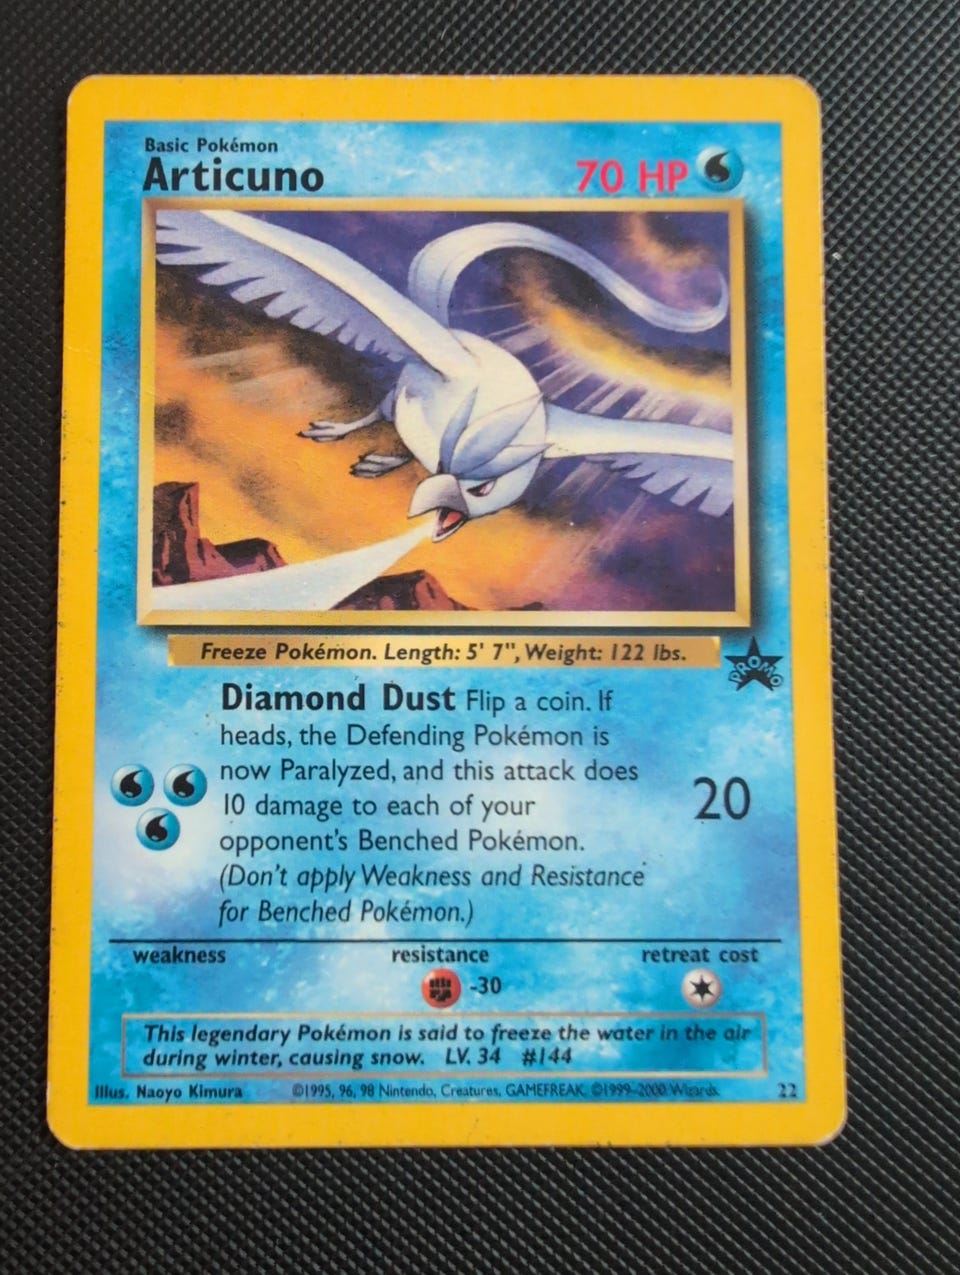 Basic Pokémon
Articuno
70 HP
Freeze Pokémon. Length: 5' 7", Weight: 122 lbs.
PROMO
Diamond Dust Flip a coin. If
heads, the Defending Pokémon is
now Paralyzed, and this attack does
10 damage to each of your
opponent's Benched Pokémon.
(Don't apply Weakness and Resistance
for Benched Pokémon.)
20
weakness
resistance
retreat cost
-30
This legendary Pokémon is said to freeze the water in the air
during winter, causing snow. LV. 34 #144
Illus. Naoyo Kimura
©1995, 96, 98 Nintendo, Creatures, GAMEFREAK. ©1999-2000 Wizards.
22